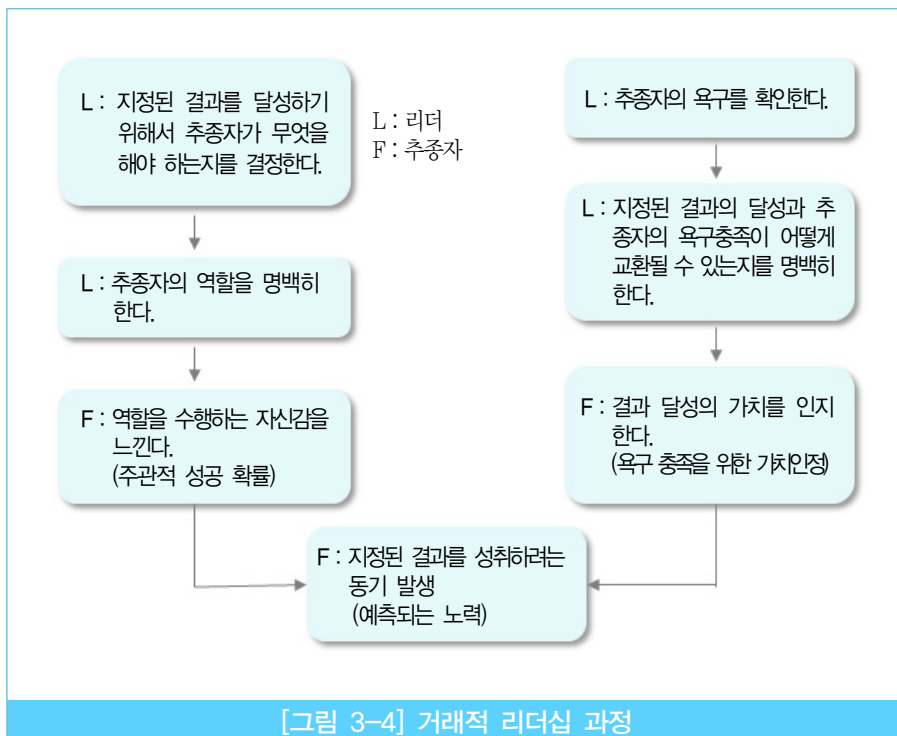 L : 지정된 결과를 달성하기
위해서 추종자가 무엇을
해야 하는지를 결정한다.
L : 리더
F : 추종자
L : 추종자의 욕구를 확인한다.
L : 추종자의 역할을 명백히
한다.
L : 지정된 결과의 달성과 추
종자의 욕구충족이 어떻게
교환될 수 있는지를 명백히
한다.
F : 역할을 수행하는 자신감을
느낀다.
(주관적 성공 확률)
F : 결과 달성의 가치를 인지
한다.
(욕구 충족을 위한 가치인정)
F : 지정된 결과를 성취하려는
동기 발생
(예측되는 노력)
[그림 3-4] 거래적 리더십 과정